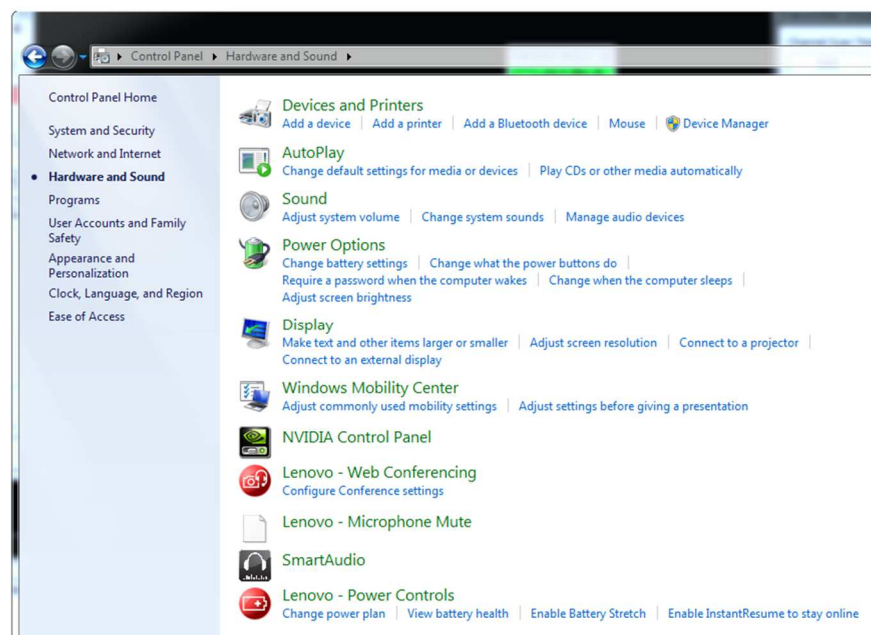 Control Panel Hardware and Sound
Control Panel Home
System and Security
Network and Internet
Hardware and Sound
Programs
User Accounts and Family
Safety
Appearance and
Personalization
Clock, Language, and Region
Ease of Access
Devices and Printers
Add a device Add a printer Add a Bluetooth device Mouse Device Manager
AutoPlay
Change default settings for media or devices Play CDs or other media automatically
Sound
Adjust system volume Change system sounds Manage audio devices
Power Options
Change battery settings Change what the power buttons do
Require a password when the computer wakes Change when the computer sleeps
Adjust screen brightness
Display
Make text and other items larger or smaller Adjust screen resolution Connect to a projector
Connect to an external display
Windows Mobility Center
Adjust commonly used mobility settings Adjust settings before giving a presentation
NVIDIA Control Panel
Lenovo - Web Conferencing
Configure Conference settings
Lenovo - Microphone Mute
SmartAudio
Lenovo - Power Controls
Change power plan View battery health Enable Battery Stretch Enable InstantResume to stay online